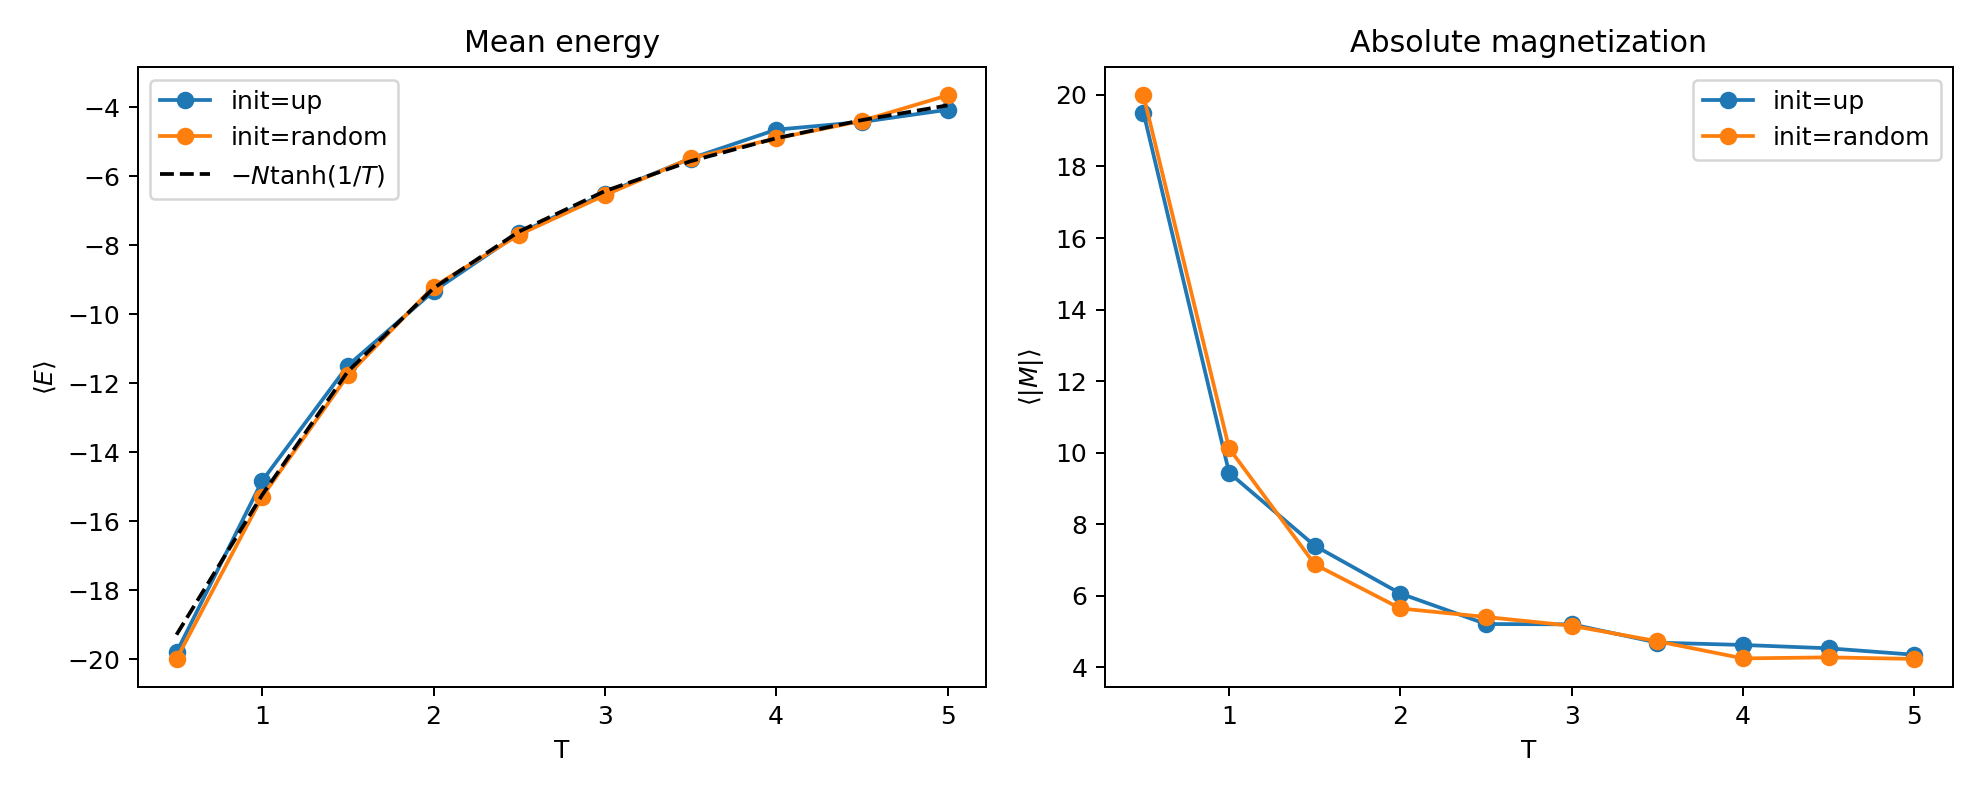 Mean energy
init=up
init=random
−N tanh(1/T)
−4
−6
−8
−10
−12
−14
−16
−18
−20
⟨E⟩
1 2 3 4 5
T
Absolute magnetization
init=up
init=random
20
18
16
14
12
10
8
6
4
⟨|M|⟩
1 2 3 4 5
T